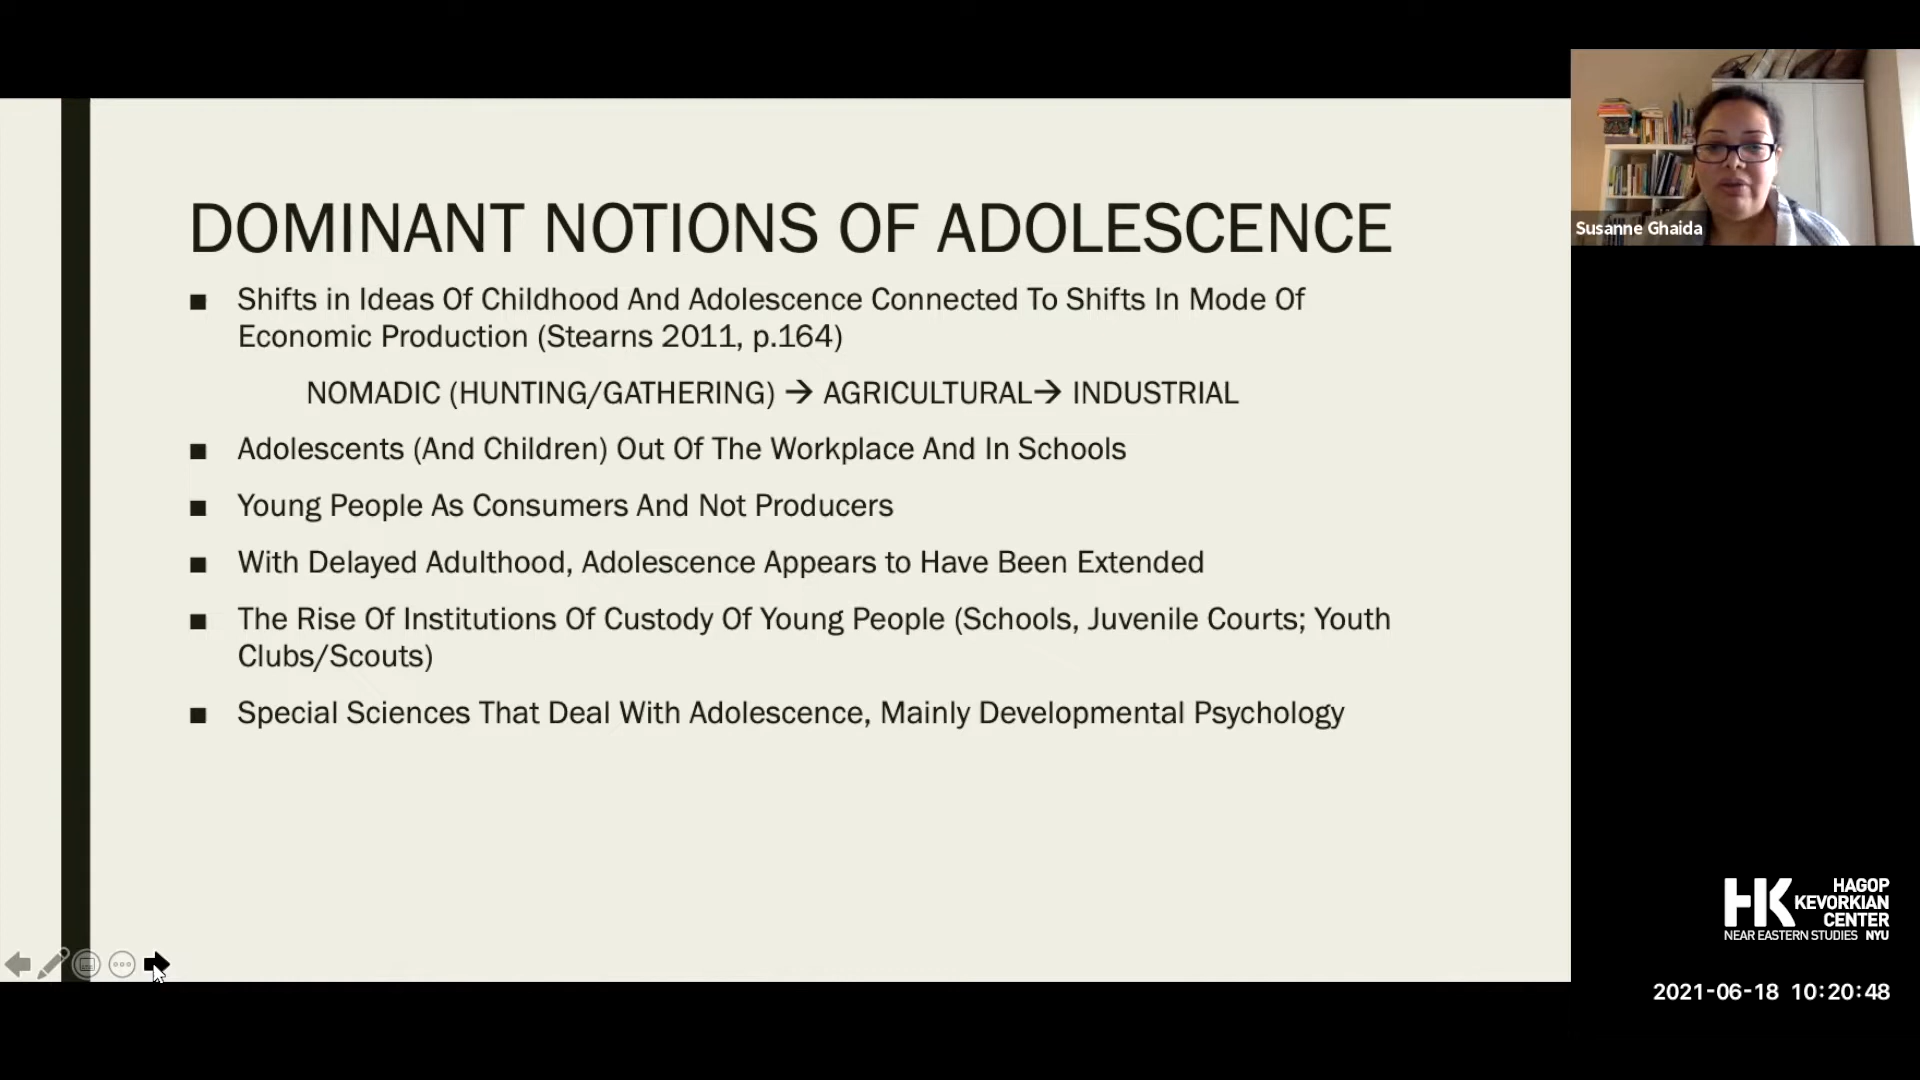 DOMINANT NOTIONS OF ADOLESCENCE
■ Shifts in Ideas Of Childhood And Adolescence Connected To Shifts In Mode Of
Economic Production (Stearns 2011, p.164)
NOMADIC (HUNTING/GATHERING) → AGRICULTURAL→ INDUSTRIAL
■ Adolescents (And Children) Out Of The Workplace And In Schools
■ Young People As Consumers And Not Producers
■ With Delayed Adulthood, Adolescence Appears to Have Been Extended
■ The Rise Of Institutions Of Custody Of Young People (Schools, Juvenile Courts; Youth
Clubs/Scouts)
■ Special Sciences That Deal With Adolescence, Mainly Developmental Psychology
Susanne Ghaida
HK
HAGOP
KEVORKIAN
CENTER
NEAR EASTERN STUDIES NYU
2021-06-18 10:20:48